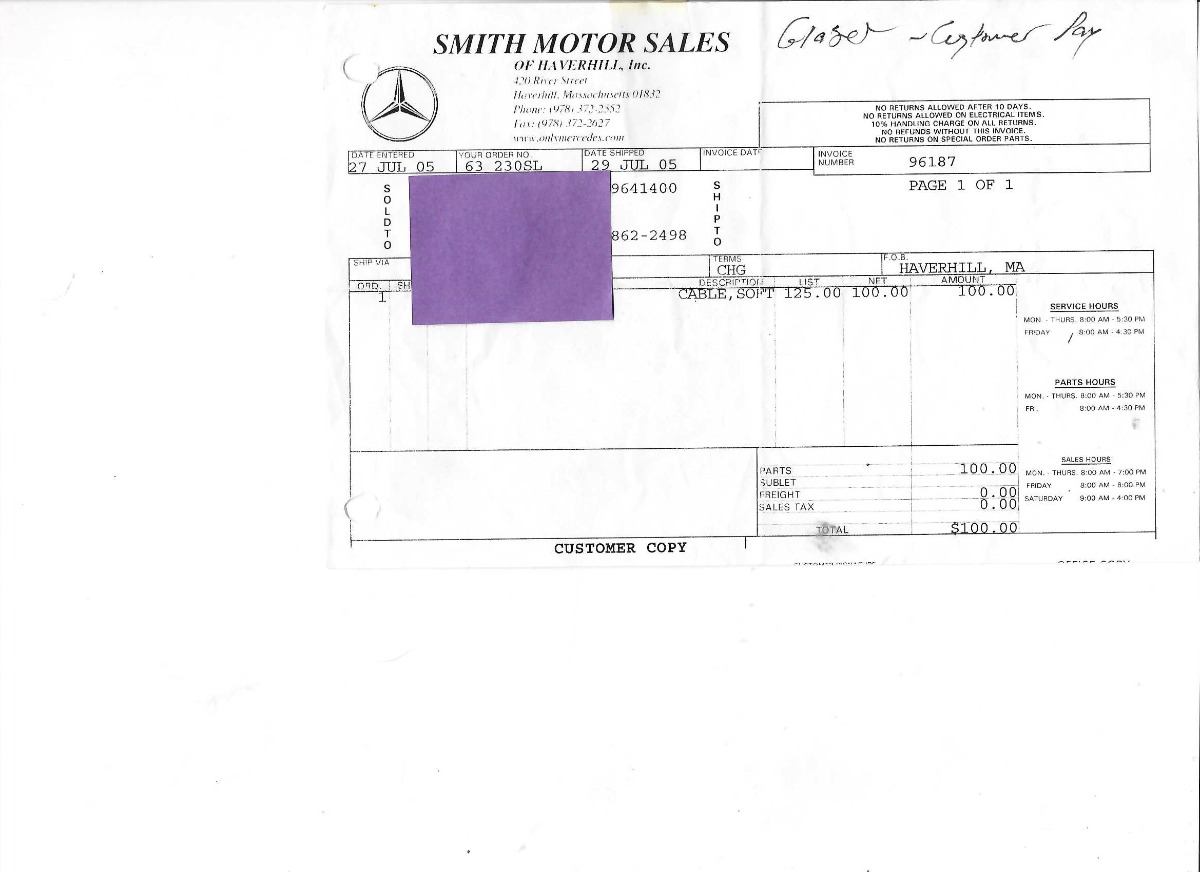 Glaser - Customer Pay
SMITH MOTOR SALES
OF HAVERHILL, Inc.
420 River Street
Haverhill, Massachusetts 01832
Phone: (978) 372-2552
Fax: (978) 372-2627
www.onlymercedes.com
NO RETURNS ALLOWED AFTER 10 DAYS.
NO RETURNS ALLOWED ON ELECTRICAL ITEMS.
10% HANDLING CHARGE ON ALL RETURNS.
NO REFUNDS WITHOUT THIS INVOICE.
NO RETURNS ON SPECIAL ORDER PARTS.
DATE ENTERED YOUR ORDER NO. DATE SHIPPED INVOICE DATE INVOICE NUMBER
27 JUL 05 63 230SL 29 JUL 05 96187
SOLD TO 9641400 SHIP TO PAGE 1 OF 1
862-2498
SHIP VIA TERMS F.O.B.
CHG HAVERHILL, MA
ORD. SH DESCRIPTION LIST NET AMOUNT
1 CABLE,SOFT 125.00 100.00 100.00
SERVICE HOURS
MON. - THURS. 8:00 AM - 5:30 PM
FRIDAY 8:00 AM - 4:30 PM
PARTS HOURS
MON. - THURS. 8:00 AM - 5:30 PM
FR. 8:00 AM - 4:30 PM
SALES HOURS
MON. - THURS. 8:00 AM - 7:00 PM
FRIDAY 8:00 AM - 6:00 PM
SATURDAY 9:00 AM - 4:00 PM
PARTS 100.00
SUBLET
FREIGHT 0.00
SALES TAX 0.00
TOTAL $100.00
CUSTOMER COPY